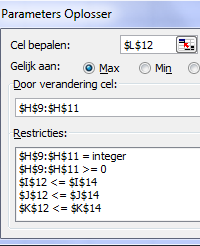 Parameters Oplosser
Cel bepalen: $L$12
Gelijk aan: Max Min
Door verandering cel:
$H$9:$H$11
Restricties:
$H$9:$H$11 = integer
$H$9:$H$11 >= 0
$I$12 <= $I$14
$J$12 <= $J$14
$K$12 <= $K$14